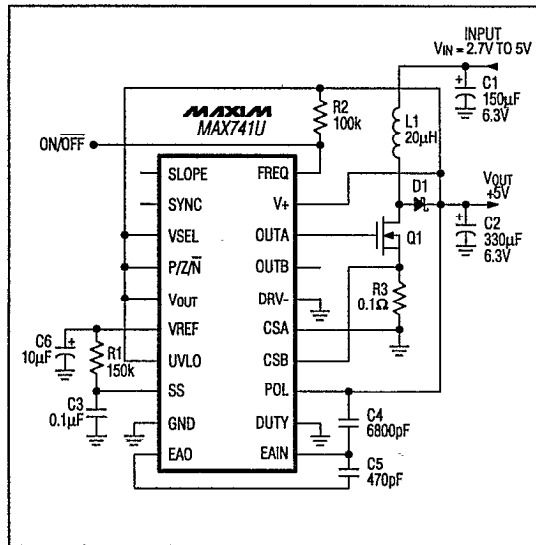 INPUT
VIN = 2.7V TO 5V
C1
150µF
6.3V
R2
100k
L1
20µH
MAXIM
MAX741U
ON/OFF
SLOPE
FREQ
SYNC
V+
D1
VOUT
+5V
VSEL
OUTA
Q1
C2
330µF
6.3V
P/Z/N
OUTB
R3
0.1Ω
VOUT
DRV-
VREF
CSA
C6
10µF
R1
150k
UVLO
CSB
SS
POL
C3
0.1µF
C4
6800pF
GND
DUTY
EAO
EAIN
C5
470pF